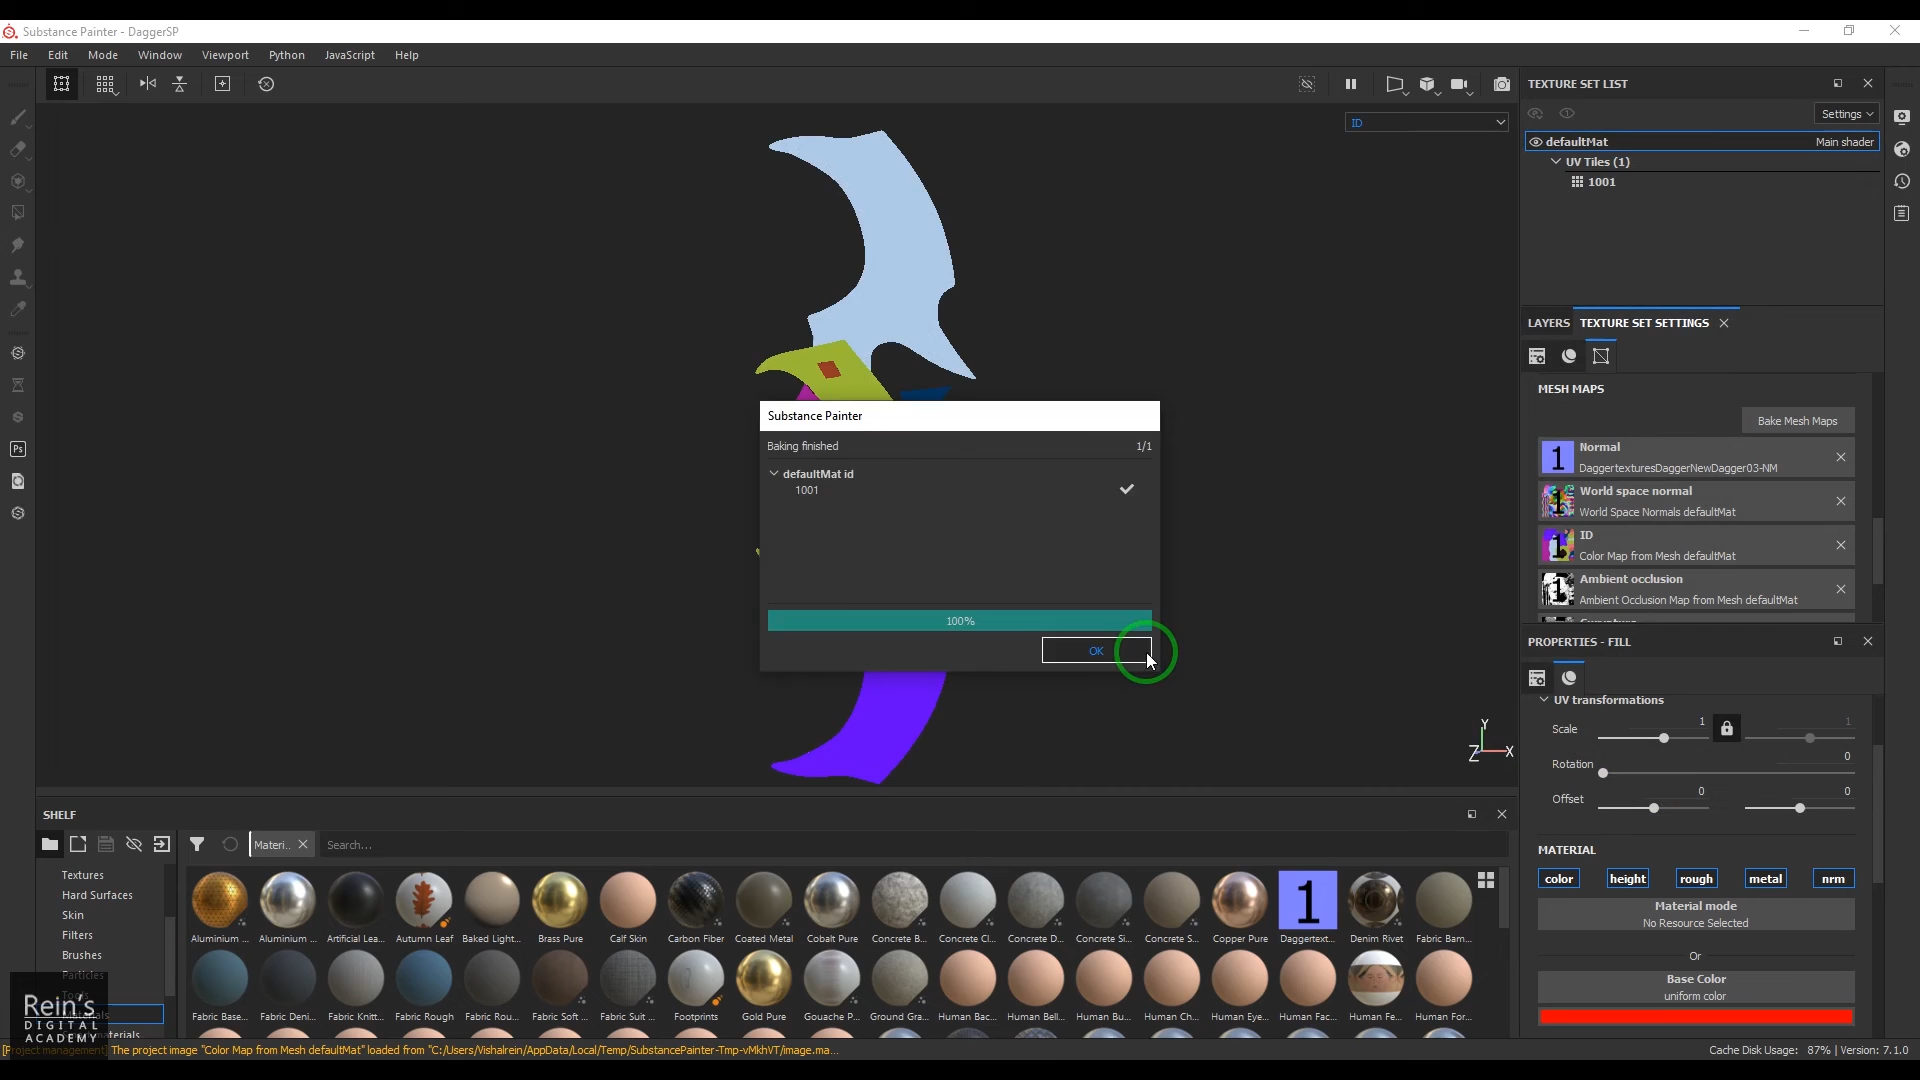 Substance Painter - DaggerSP
File Edit Mode Window Viewport Python JavaScript Help
ID
TEXTURE SET LIST
Settings
defaultMat Main shader
UV Tiles (1)
1001
LAYERS TEXTURE SET SETTINGS
MESH MAPS
Bake Mesh Maps
Normal
DaggertexturesDaggerNewDagger03-NM
World space normal
World Space Normals defaultMat
ID
Color Map from Mesh defaultMat
Ambient occlusion
Ambient Occlusion Map from Mesh defaultMat
Substance Painter
Baking finished 1/1
defaultMat id
1001
100%
OK
Y
Z X
PROPERTIES - FILL
UV transformations
Scale 1 1
Rotation 0
Offset 0 0
MATERIAL
color height rough metal nrm
Material mode
No Resource Selected
Or
Base Color
uniform color
SHELF
Materi.. Search...
Textures
Hard Surfaces
Skin
Filters
Brushes
Particles
Aluminium ... Aluminium ... Artificial Lea... Autumn Leaf Baked Light... Brass Pure Calf Skin Carbon Fiber Coated Metal Cobalt Pure Concrete B... Concrete Cl... Concrete D... Concrete Si... Concrete S... Copper Pure Daggertext... Denim Rivet Fabric Bam...
Fabric Base... Fabric Deni... Fabric Knitt... Fabric Rough Fabric Rou... Fabric Soft ... Fabric Suit ... Footprints Gold Pure Gouache P... Ground Gra... Human Bac... Human Bell... Human Bu... Human Ch... Human Eye... Human Fac... Human Fe... Human For...
Rein's
DIGITAL
ACADEMY
The project image "Color Map from Mesh defaultMat" loaded from "C:/Users/Vishalrein/AppData/Local/Temp/SubstancePainter-Tmp-vMkhVT/image.ma...
Cache Disk Usage: 87% | Version: 7.1.0